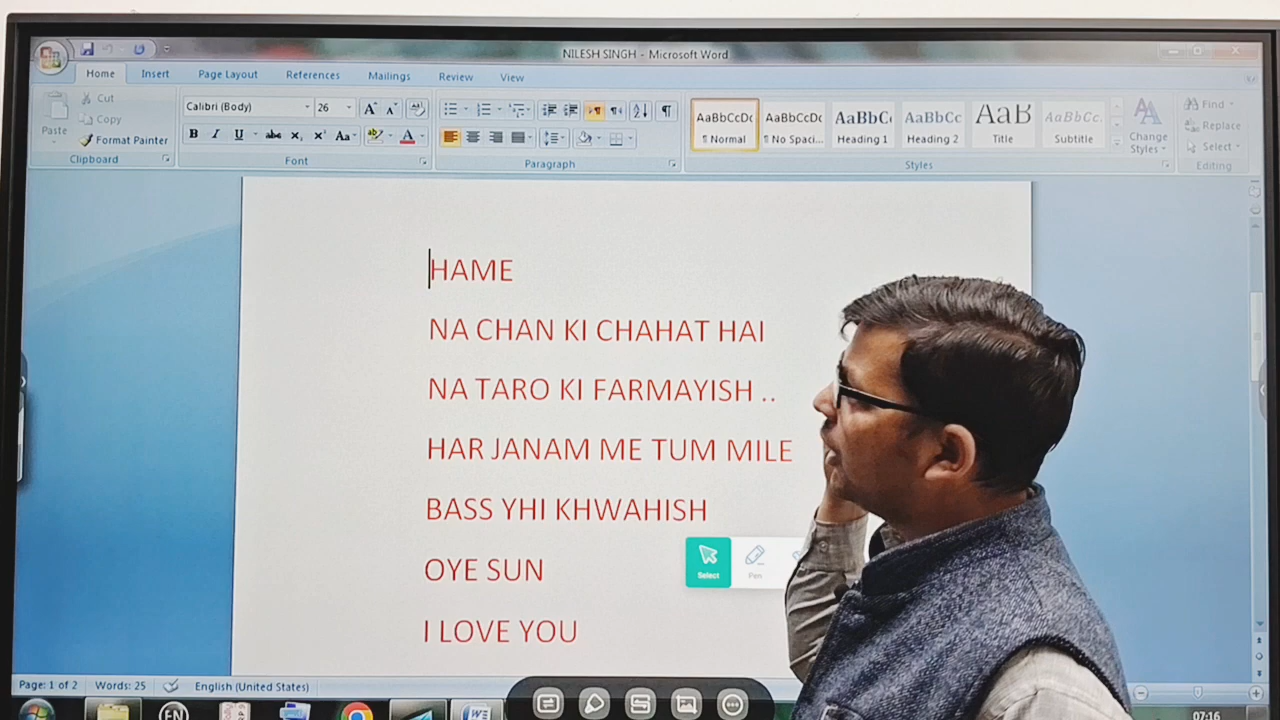 NILESH SINGH - Microsoft Word
Home Insert Page Layout References Mailings Review View
Cut
Copy
Paste
Format Painter
Clipboard
Calibri (Body) 26
Font
Paragraph
AaBbCcDc AaBbCcDc AaBbC AaBbCc AaB AaBbCc.
¶ Normal ¶ No Spaci... Heading 1 Heading 2 Title Subtitle
Change Styles
Styles
Find
Replace
Select
Editing
HAME
NA CHAN KI CHAHAT HAI
NA TARO KI FARMAYISH ..
HAR JANAM ME TUM MILE
BASS YHI KHWAHISH
OYE SUN
I LOVE YOU
Select Pen
Page: 1 of 2 Words: 25 English (United States)
EN
07:16